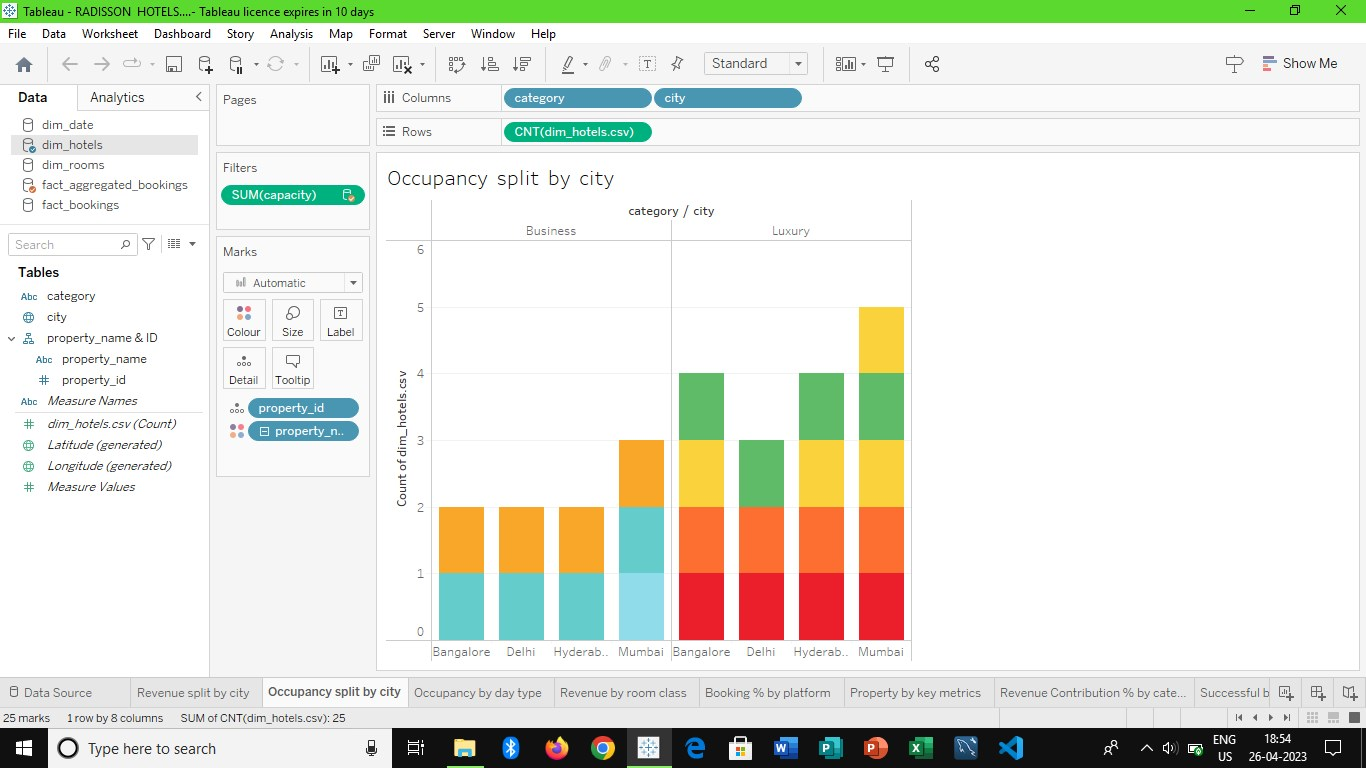 Tableau - RADISSON HOTELS....- Tableau licence expires in 10 days
File Data Worksheet Dashboard Story Analysis Map Format Server Window Help
Standard
Show Me
Data Analytics
dim_date
dim_hotels
dim_rooms
fact_aggregated_bookings
fact_bookings
Search
Tables
Abc category
city
property_name & ID
Abc property_name
# property_id
Abc Measure Names
# dim_hotels.csv (Count)
Latitude (generated)
Longitude (generated)
# Measure Values
Pages
Filters
SUM(capacity)
Marks
Automatic
Colour Size Label
Detail Tooltip
property_id
property_n..
Columns category city
Rows CNT(dim_hotels.csv)
Occupancy split by city
category / city
Business Luxury
Count of dim_hotels.csv
6
5
4
3
2
1
0
Bangalore Delhi Hyderab.. Mumbai Bangalore Delhi Hyderab.. Mumbai
Data Source Revenue split by city Occupancy split by city Occupancy by day type Revenue by room class Booking % by platform Property by key metrics Revenue Contribution % by cate... Successful b
25 marks 1 row by 8 columns SUM of CNT(dim_hotels.csv): 25
Type here to search
ENG
US
18:54
26-04-2023